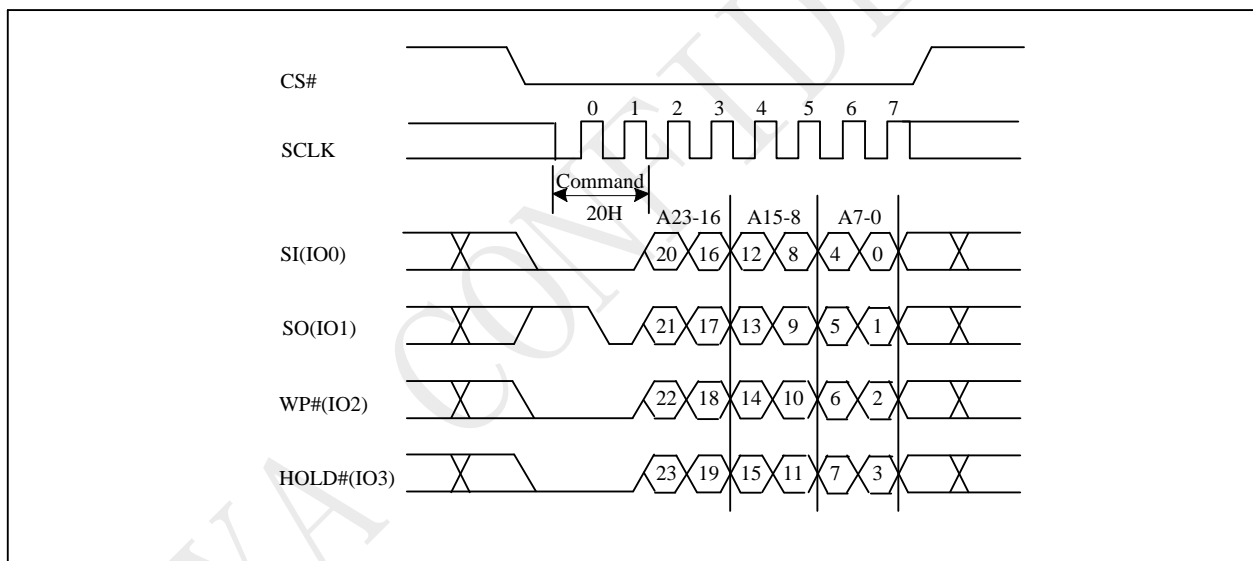 CS#
0 1 2 3 4 5 6 7
SCLK
Command
20H
A23-16 A15-8 A7-0
SI(IO0) 20 16 12 8 4 0
SO(IO1) 21 17 13 9 5 1
WP#(IO2) 22 18 14 10 6 2
HOLD#(IO3) 23 19 15 11 7 3
VA CONFID